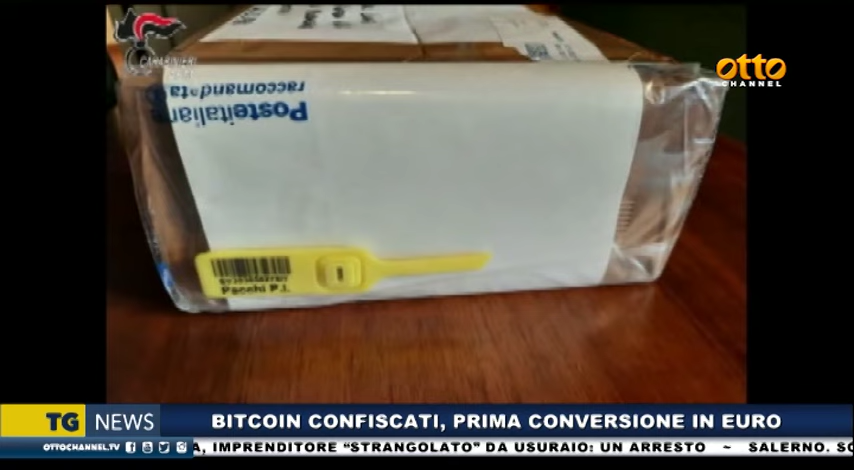 CARABINIERI
otto
CHANNEL
Posteitaliane
raccomandata
Pacchi P.I.
TG NEWS
BITCOIN CONFISCATI, PRIMA CONVERSIONE IN EURO
OTTOCHANNEL.TV
A, IMPRENDITORE “STRANGOLATO” DA USURAIO: UN ARRESTO ~ SALERNO. SC